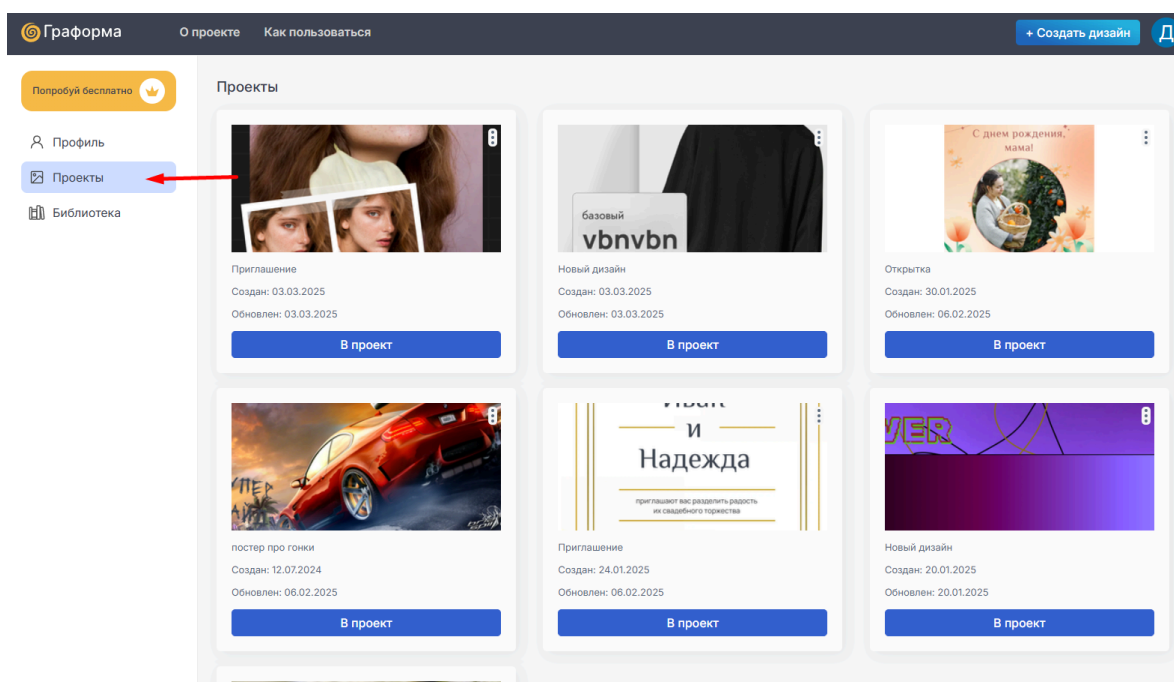 Граформа
О проекте Как пользоваться
+ Создать дизайн
Д
Попробуй бесплатно
Профиль
Проекты
Библиотека
Проекты
базовый
vbnvbn
С днем рождения,
мама!
Приглашение
Создан: 03.03.2025
Обновлен: 03.03.2025
В проект
Новый дизайн
Создан: 03.03.2025
Обновлен: 03.03.2025
В проект
Открытка
Создан: 30.01.2025
Обновлен: 06.02.2025
В проект
и
Надежда
приглашают вас разделить радость
их свадебного торжества
VER
постер про гонки
Создан: 12.07.2024
Обновлен: 06.02.2025
В проект
Приглашение
Создан: 24.01.2025
Обновлен: 06.02.2025
В проект
Новый дизайн
Создан: 20.01.2025
Обновлен: 20.01.2025
В проект